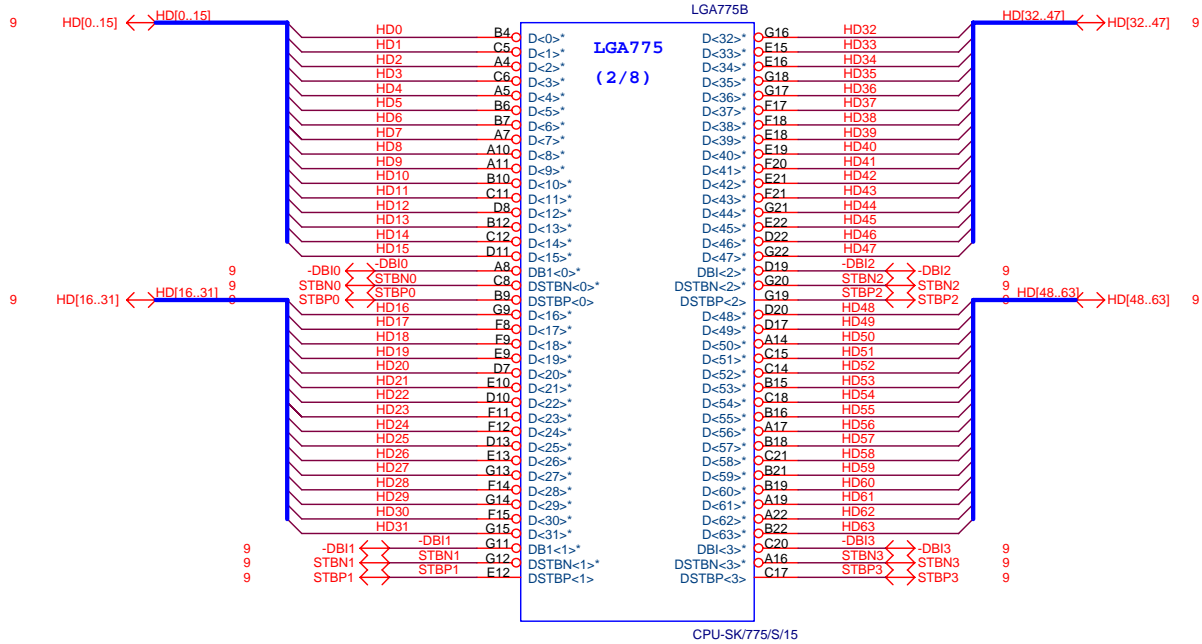 LGA775B
9 HD[0..15] HD[0..15] HD[32..47] HD[32..47] 9
LGA775
(2/8)
HD0 B4 D<0>* D<32>* G16 HD32
HD1 C5 D<1>* D<33>* E15 HD33
HD2 A4 D<2>* D<34>* E16 HD34
HD3 C6 D<3>* D<35>* G18 HD35
HD4 A5 D<4>* D<36>* G17 HD36
HD5 B6 D<5>* D<37>* F17 HD37
HD6 B7 D<6>* D<38>* F18 HD38
HD7 A7 D<7>* D<39>* E18 HD39
HD8 A10 D<8>* D<40>* E19 HD40
HD9 A11 D<9>* D<41>* F20 HD41
HD10 B10 D<10>* D<42>* E21 HD42
HD11 C11 D<11>* D<43>* F21 HD43
HD12 D8 D<12>* D<44>* G21 HD44
HD13 B12 D<13>* D<45>* E22 HD45
HD14 C12 D<14>* D<46>* D22 HD46
HD15 D11 D<15>* D<47>* G22 HD47
9 -DBI0 -DBI0 A8 DB1<0>* DBI<2>* D19 -DBI2 -DBI2 9
9 STBN0 STBN0 C8 DSTBN<0>* DSTBN<2>* G20 STBN2 STBN2 9
9 STBP0 STBP0 B9 DSTBP<0> DSTBP<2> G19 STBP2 STBP2 9
9 HD[16..31] HD[16..31] HD[48..63] HD[48..63] 9
HD16 G9 D<16>* D<48>* D20 HD48
HD17 F8 D<17>* D<49>* D17 HD49
HD18 F9 D<18>* D<50>* A14 HD50
HD19 E9 D<19>* D<51>* C15 HD51
HD20 D7 D<20>* D<52>* C14 HD52
HD21 E10 D<21>* D<53>* B15 HD53
HD22 D10 D<22>* D<54>* C18 HD54
HD23 F11 D<23>* D<55>* B16 HD55
HD24 F12 D<24>* D<56>* A17 HD56
HD25 D13 D<25>* D<57>* B18 HD57
HD26 E13 D<26>* D<58>* C21 HD58
HD27 G13 D<27>* D<59>* B21 HD59
HD28 F14 D<28>* D<60>* B19 HD60
HD29 G14 D<29>* D<61>* A19 HD61
HD30 F15 D<30>* D<62>* A22 HD62
HD31 G15 D<31>* D<63>* B22 HD63
9 -DBI1 -DBI1 G11 DB1<1>* DBI<3>* C20 -DBI3 -DBI3 9
9 STBN1 STBN1 G12 DSTBN<1>* DSTBN<3>* A16 STBN3 STBN3 9
9 STBP1 STBP1 E12 DSTBP<1> DSTBP<3> C17 STBP3 STBP3 9
CPU-SK/775/S/15